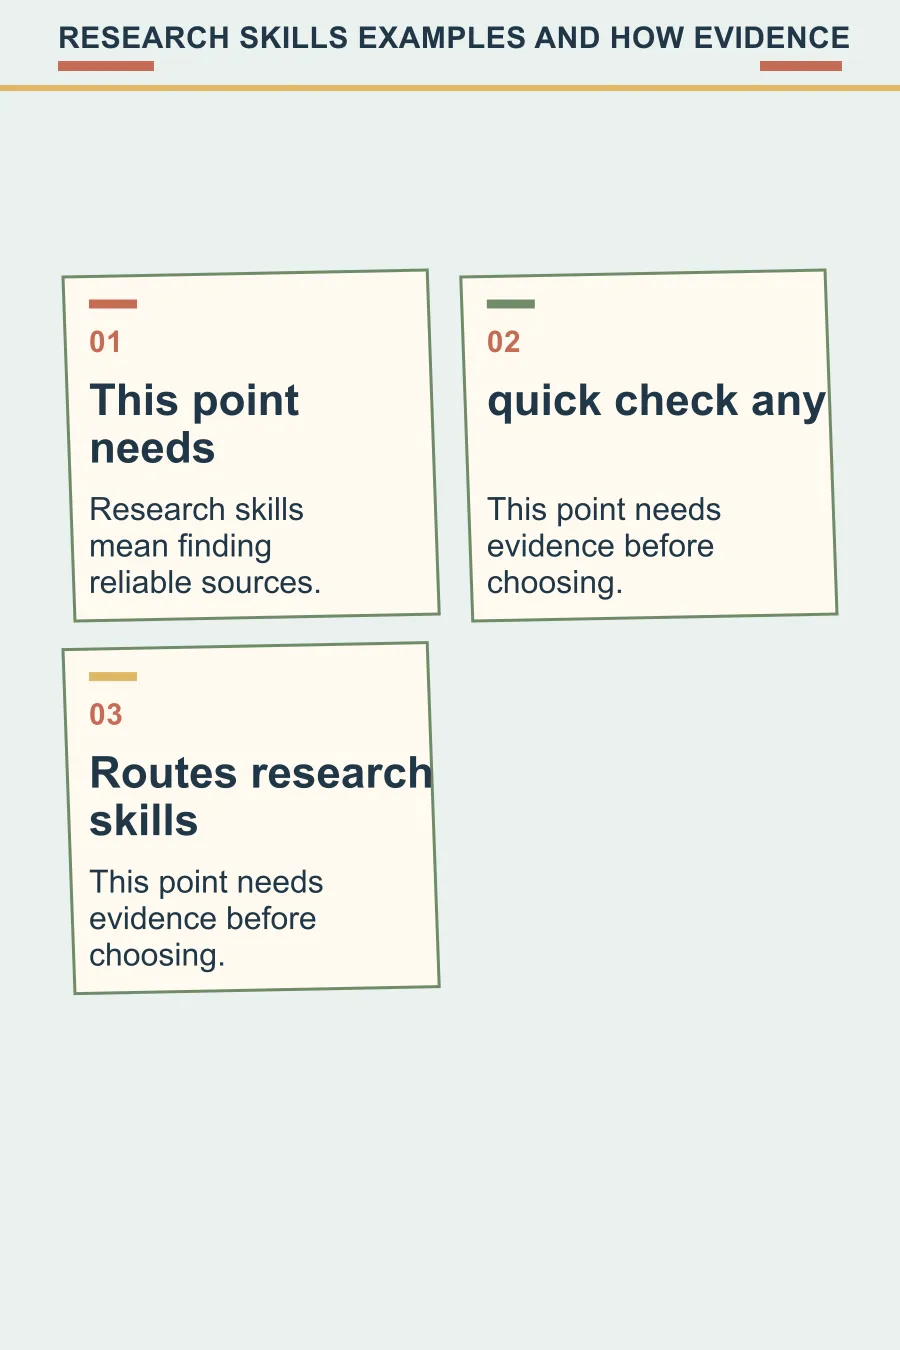 RESEARCH SKILLS EXAMPLES AND HOW EVIDENCE
01
This point
needs
Research skills
mean finding
reliable sources.
02
quick check any
This point needs
evidence before
choosing.
03
Routes research
skills
This point needs
evidence before
choosing.